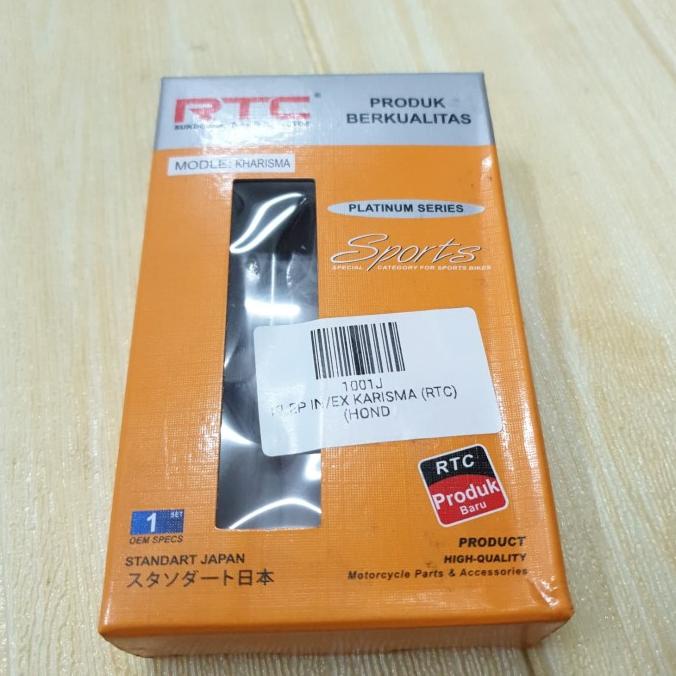 RTC®
PRODUK
BERKUALITAS
MODLE: KHARISMA
PLATINUM SERIES
Sports
SPECIAL CATEGORY FOR SPORTS BIKES
1001J
IN/EX KARISMA (RTC)
(HOND
RTC
Produk
Baru
1 SET
OEM SPECS
STANDART JAPAN
スタソダート日本
PRODUCT
HIGH-QUALITY
Motorcycle Parts & Accessories